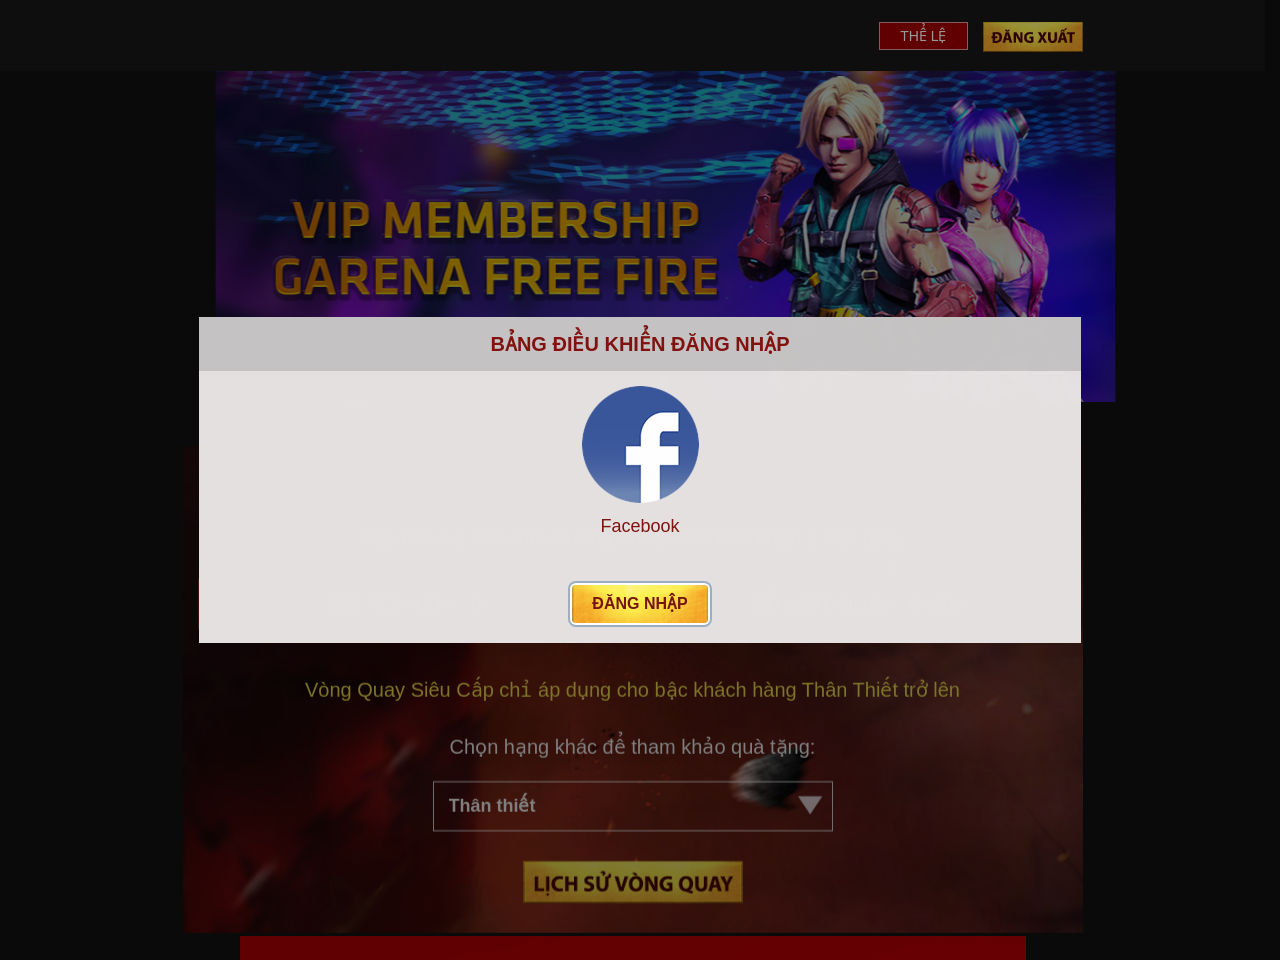 THỂ LỆ
ĐĂNG XUẤT
VIP MEMBERSHIP
GARENA FREE FIRE
BẢNG ĐIỀU KHIỂN ĐĂNG NHẬP
Facebook
ĐĂNG NHẬP
Vòng Quay Siêu Cấp chỉ áp dụng cho bậc khách hàng Thân Thiết trở lên
Chọn hạng khác để tham khảo quà tặng:
Thân thiết
LỊCH SỬ VÒNG QUAY